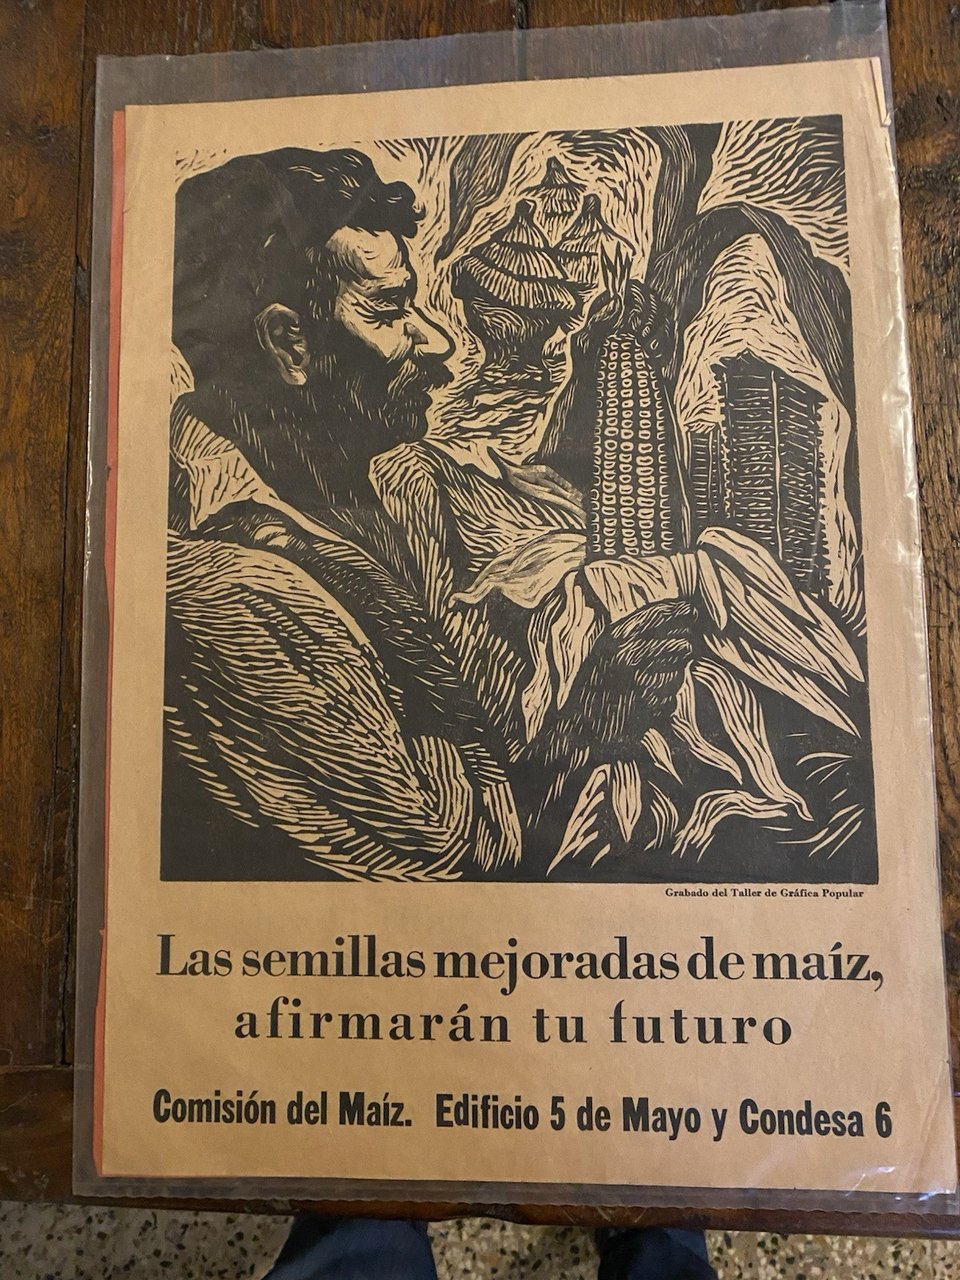 Grabado del Taller de Gráfica Popular
Las semillas mejoradas de maíz,
afirmarán tu futuro
Comisión del Maíz. Edificio 5 de Mayo y Condesa 6